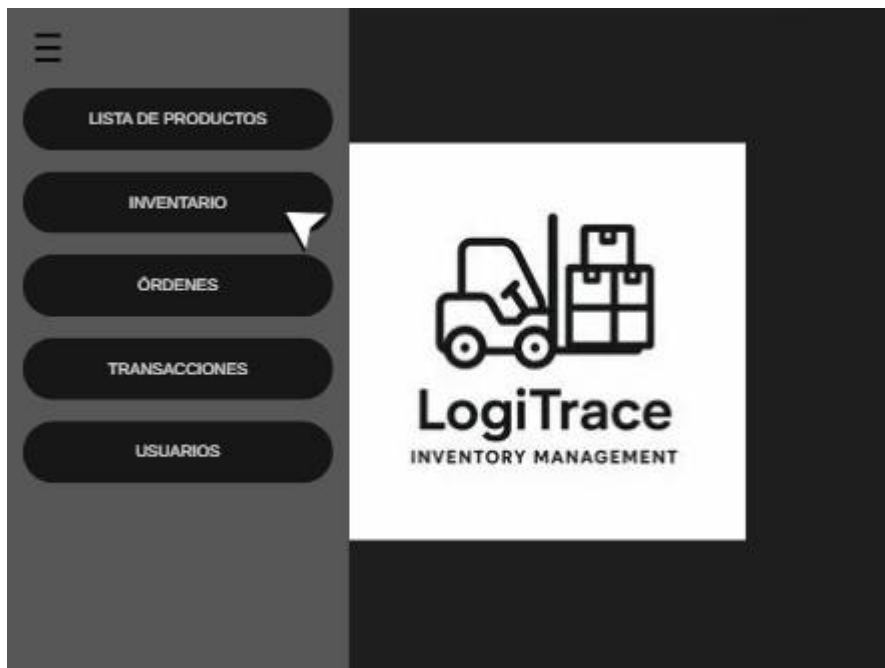 LISTA DE PRODUCTOS
INVENTARIO
ÓRDENES
TRANSACCIONES
USUARIOS
LogiTrace
INVENTORY MANAGEMENT